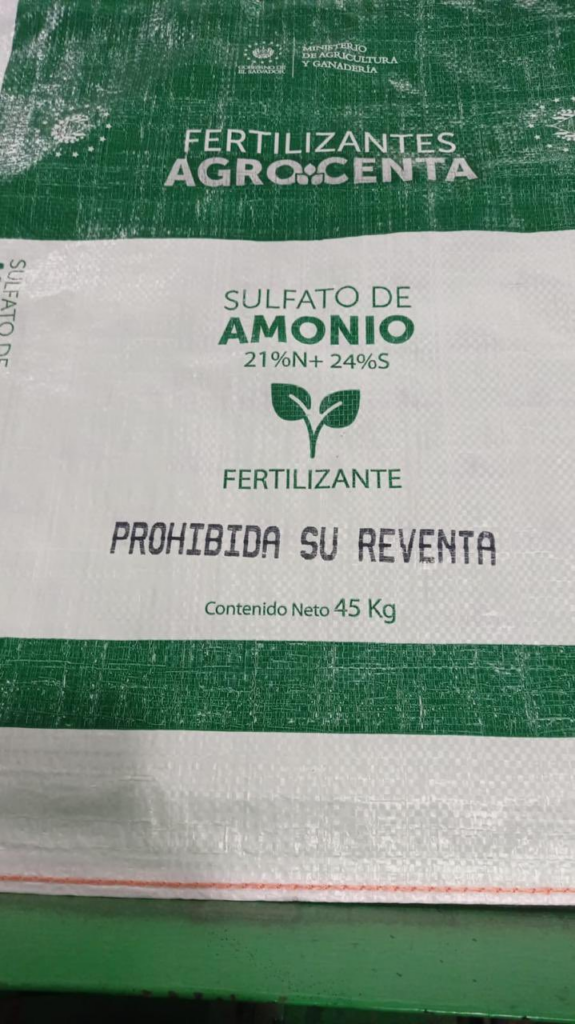 GOBIERNO DE
EL SALVADOR
MINISTERIO
DE AGRICULTURA
Y GANADERÍA
FERTILIZANTES
AGROCENTA
SULFATO DE
SULFATO DE
AMONIO
21%N+ 24%S
FERTILIZANTE
PROHIBIDA SU REVENTA
Contenido Neto 45 Kg